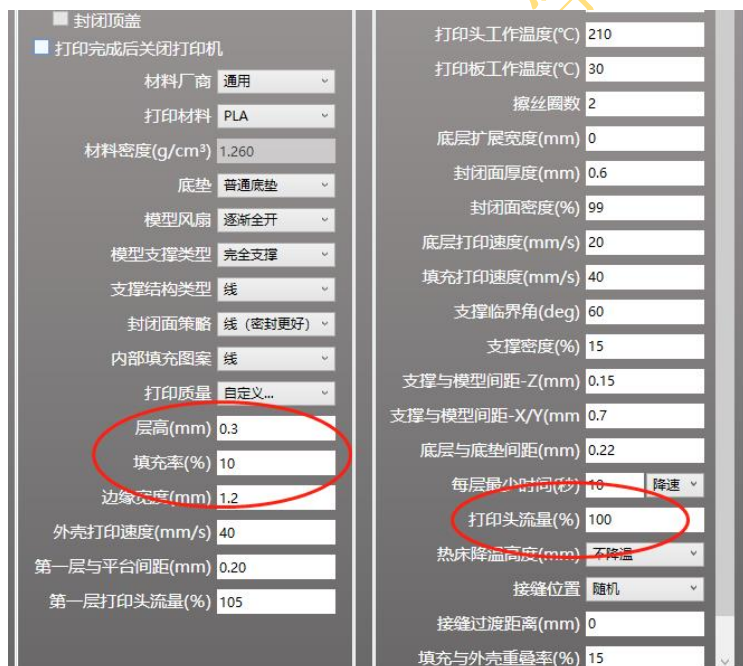 封闭顶盖
打印完成后关闭打印机
材料厂商 通用
打印材料 PLA
材料密度(g/cm³) 1.260
底垫 普通底垫
模型风扇 逐渐全开
模型支撑类型 完全支撑
支撑结构类型 线
封闭面策略 线（密封更好）
内部填充图案 线
打印质量 自定义...
层高(mm) 0.3
填充率(%) 10
边缘宽度(mm) 1.2
外壳打印速度(mm/s) 40
第一层与平台间距(mm) 0.20
第一层打印头流量(%) 105
打印头工作温度(℃) 210
打印板工作温度(℃) 30
擦丝圈数 2
底层扩展宽度(mm) 0
封闭面厚度(mm) 0.6
封闭面密度(%) 99
底层打印速度(mm/s) 20
填充打印速度(mm/s) 40
支撑临界角(deg) 60
支撑密度(%) 15
支撑与模型间距-Z(mm) 0.15
支撑与模型间距-X/Y(mm 0.7
底层与底垫间距(mm) 0.22
每层最少时间(秒) 10 降速
打印头流量(%) 100
热床降温高度(mm) 不降温
接缝位置 随机
接缝过渡距离(mm) 0
填充与外壳重叠率(%) 15